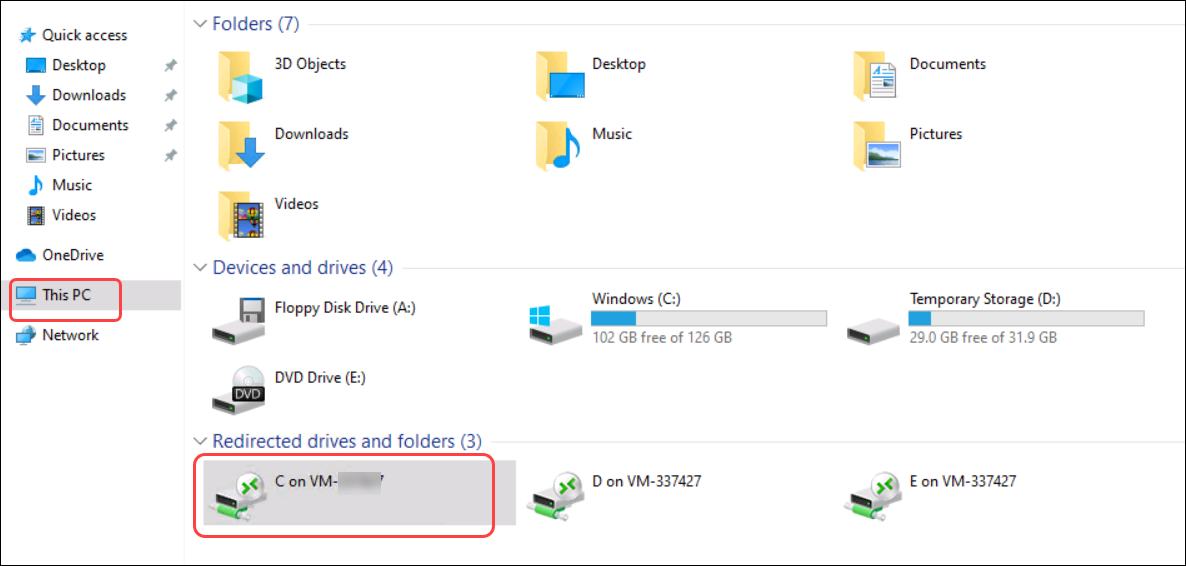 Quick access
Desktop
Downloads
Documents
Pictures
Music
Videos
OneDrive
This PC
Network
Folders (7)
3D Objects
Desktop
Documents
Downloads
Music
Pictures
Videos
Devices and drives (4)
Floppy Disk Drive (A:)
Windows (C:)
102 GB free of 126 GB
Temporary Storage (D:)
29.0 GB free of 31.9 GB
DVD Drive (E:)
DVD
Redirected drives and folders (3)
C on VM-
D on VM-337427
E on VM-337427